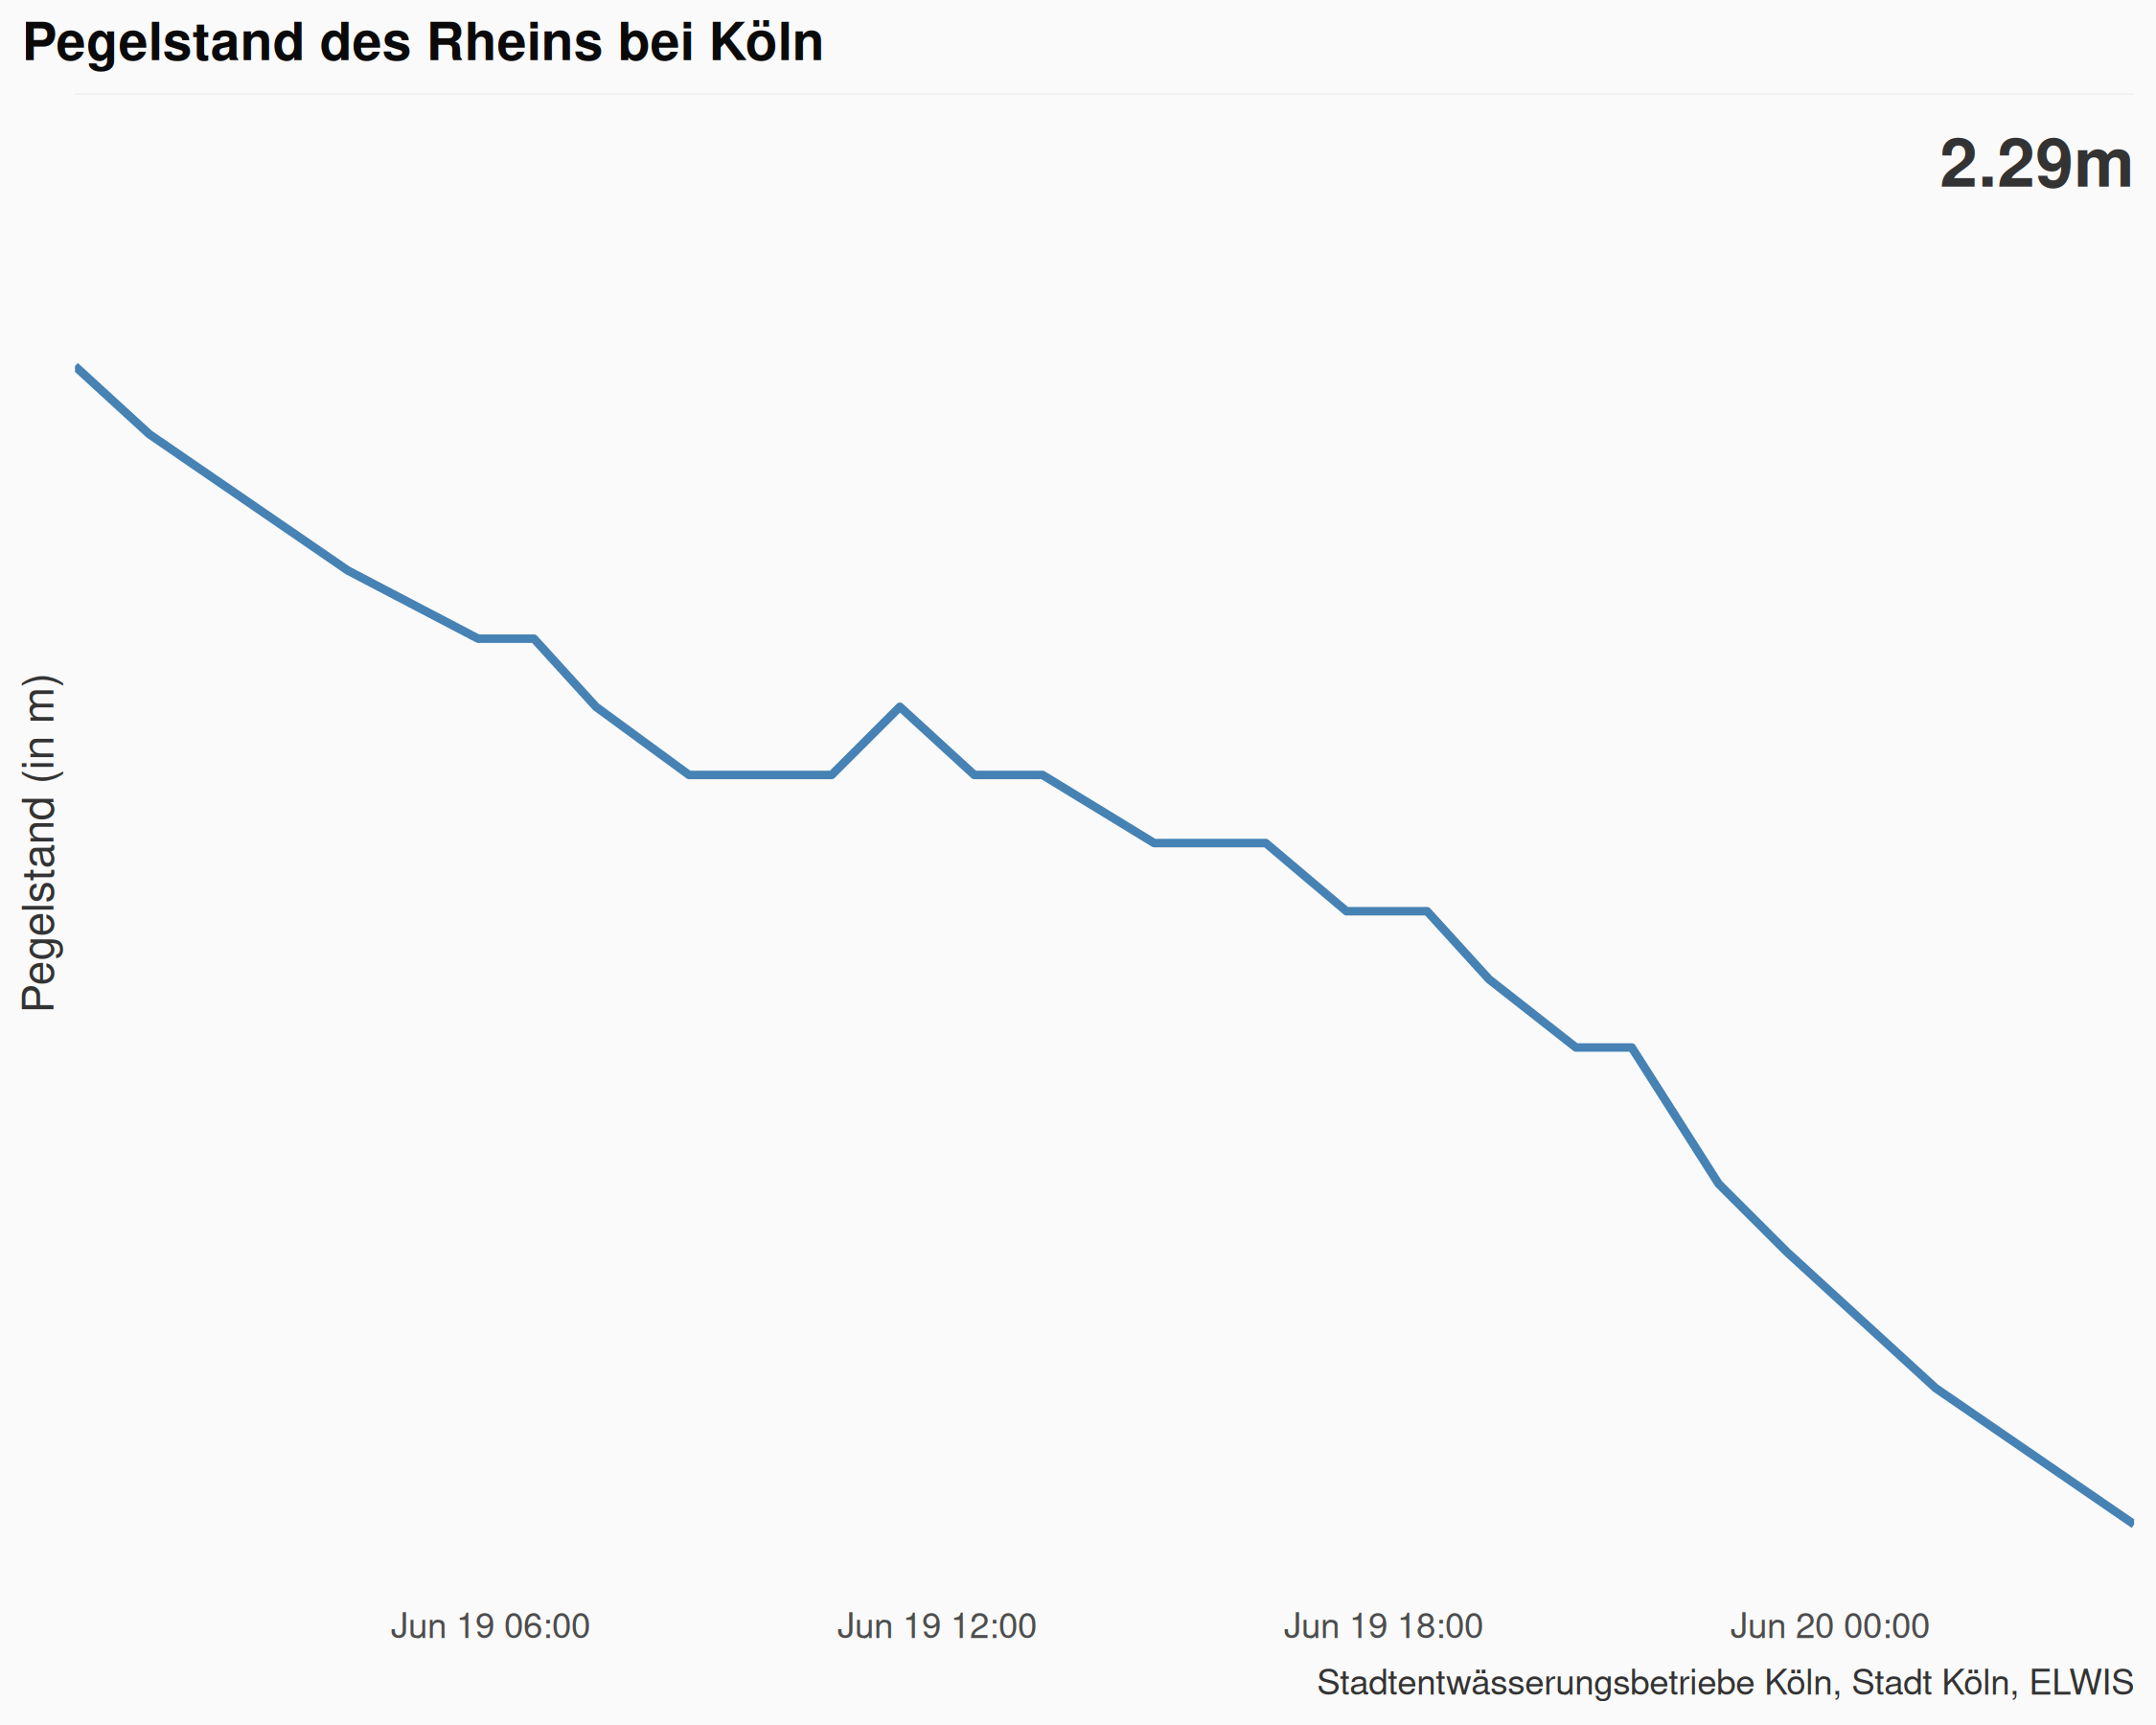 Pegelstand des Rheins bei Köln
2.29m
Pegelstand (in m)
Jun 19 06:00
Jun 19 12:00
Jun 19 18:00
Jun 20 00:00
Stadtentwässerungsbetriebe Köln, Stadt Köln, ELWIS